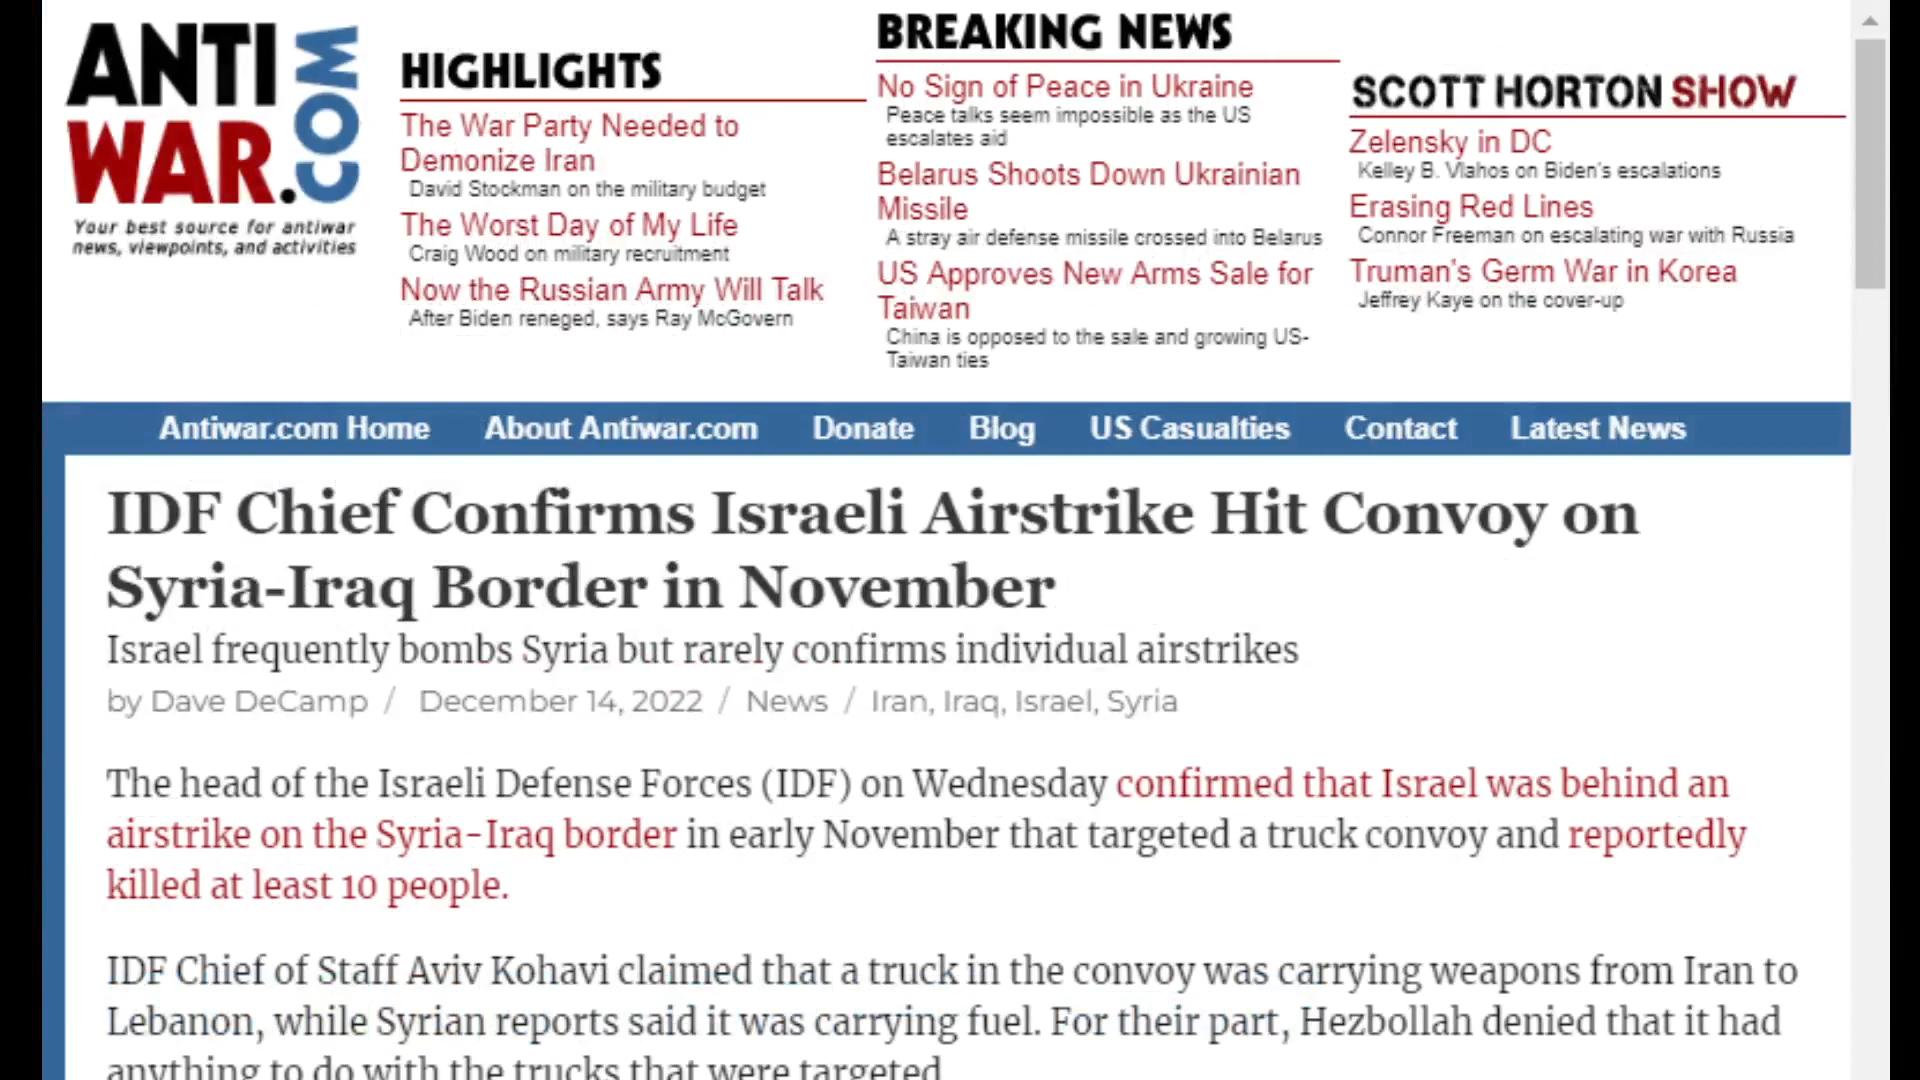 ANTI
WAR.COM
Your best source for antiwar
news, viewpoints, and activities
HIGHLIGHTS
The War Party Needed to
Demonize Iran
David Stockman on the military budget
The Worst Day of My Life
Craig Wood on military recruitment
Now the Russian Army Will Talk
After Biden reneged, says Ray McGovern
BREAKING NEWS
No Sign of Peace in Ukraine
Peace talks seem impossible as the US
escalates aid
Belarus Shoots Down Ukrainian
Missile
A stray air defense missile crossed into Belarus
US Approves New Arms Sale for
Taiwan
China is opposed to the sale and growing US-
Taiwan ties
SCOTT HORTON SHOW
Zelensky in DC
Kelley B. Vlahos on Biden's escalations
Erasing Red Lines
Connor Freeman on escalating war with Russia
Truman's Germ War in Korea
Jeffrey Kaye on the cover-up
Antiwar.com Home About Antiwar.com Donate Blog US Casualties Contact Latest News
IDF Chief Confirms Israeli Airstrike Hit Convoy on
Syria-Iraq Border in November
Israel frequently bombs Syria but rarely confirms individual airstrikes
by Dave DeCamp / December 14, 2022 / News / Iran, Iraq, Israel, Syria
The head of the Israeli Defense Forces (IDF) on Wednesday confirmed that Israel was behind an
airstrike on the Syria-Iraq border in early November that targeted a truck convoy and reportedly
killed at least 10 people.
IDF Chief of Staff Aviv Kohavi claimed that a truck in the convoy was carrying weapons from Iran to
Lebanon, while Syrian reports said it was carrying fuel. For their part, Hezbollah denied that it had
anything to do with the trucks that were targeted